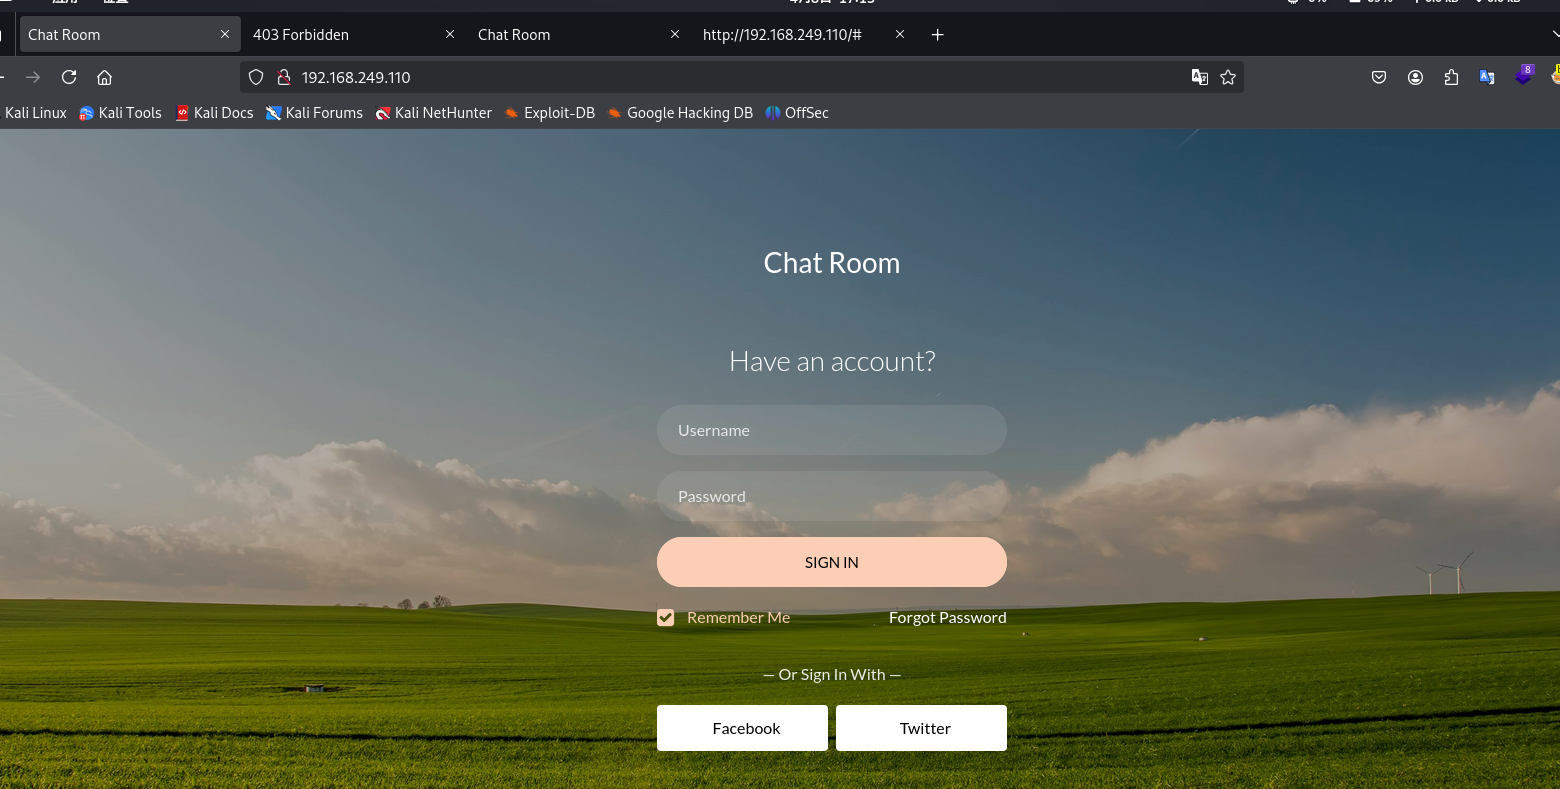 Chat Room
403 Forbidden
Chat Room
http://192.168.249.110/#
192.168.249.110
8
Kali Linux
Kali Tools
Kali Docs
Kali Forums
Kali NetHunter
Exploit-DB
Google Hacking DB
OffSec
Chat Room
Have an account?
Username
Password
SIGN IN
Remember Me
Forgot Password
— Or Sign In With —
Facebook
Twitter